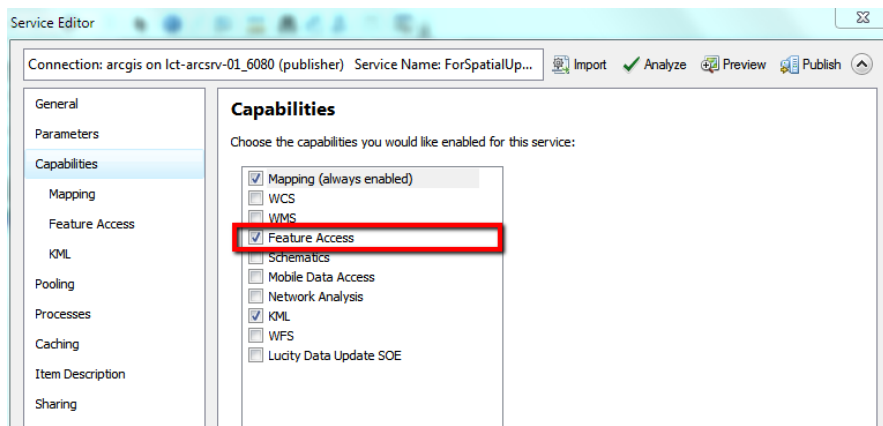 Service Editor
Connection: arcgis on lct-arcsrv-01_6080 (publisher) Service Name: ForSpatialUp... Import Analyze Preview Publish
General
Parameters
Capabilities
Mapping
Feature Access
KML
Pooling
Processes
Caching
Item Description
Sharing
Capabilities
Choose the capabilities you would like enabled for this service:
Mapping (always enabled)
WCS
WMS
Feature Access
Schematics
Mobile Data Access
Network Analysis
KML
WFS
Lucity Data Update SOE